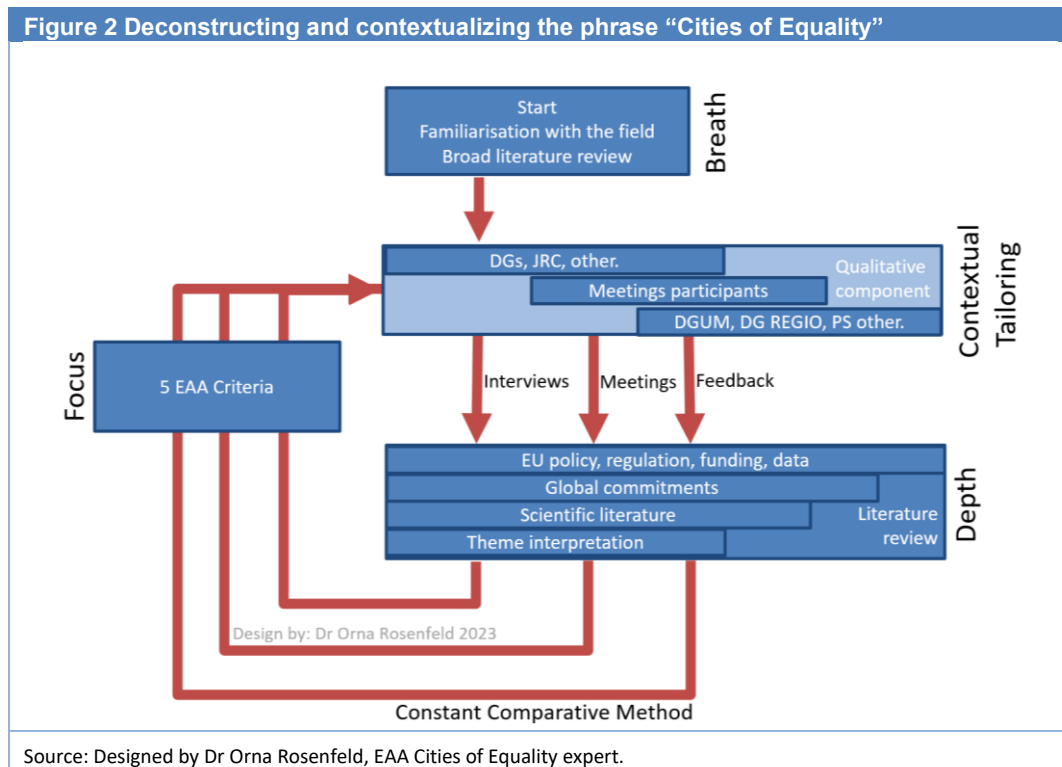 Figure 2 Deconstructing and contextualizing the phrase “Cities of Equality”
Start
Familiarisation with the field
Broad literature review
Breath
DGs, JRC, other.
Qualitative
component
Meetings participants
DGUM, DG REGIO, PS other.
Contextual
Tailoring
Interviews
Meetings
Feedback
5 EAA Criteria
Focus
EU policy, regulation, funding, data
Global commitments
Scientific literature
Literature
review
Theme interpretation
Depth
Design by: Dr Orna Rosenfeld 2023
Constant Comparative Method
Source: Designed by Dr Orna Rosenfeld, EAA Cities of Equality expert.